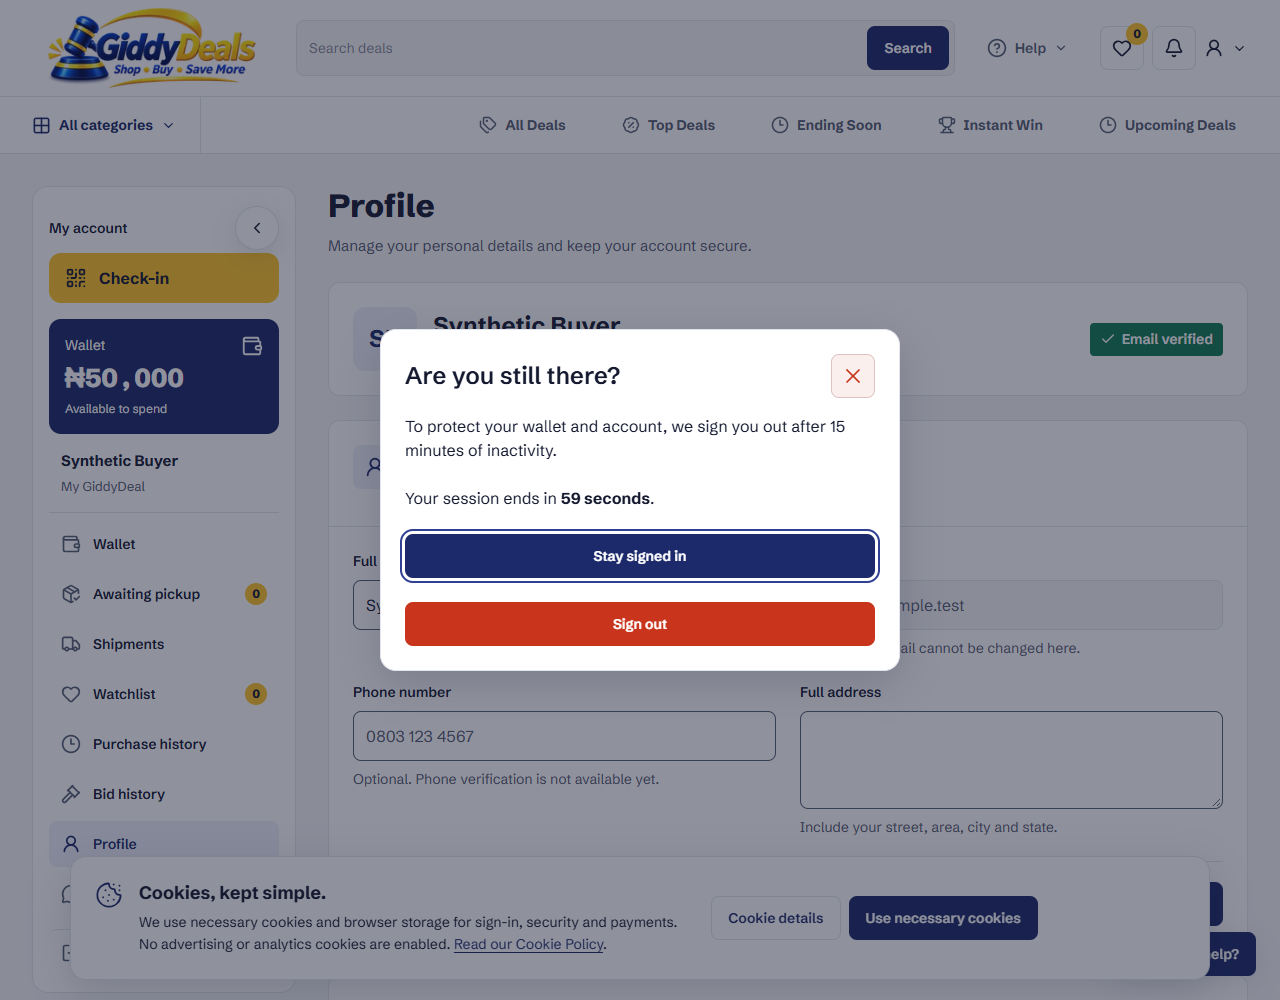 GiddyDeals
Shop • Buy • Save More
Search deals
Search
Help
0
All categories
All Deals
Top Deals
Ending Soon
Instant Win
Upcoming Deals
My account
Check-in
Wallet
₦50,000
Available to spend
Synthetic Buyer
My GiddyDeal
Wallet
Awaiting pickup
0
Shipments
Watchlist
0
Purchase history
Bid history
Profile
Profile
Manage your personal details and keep your account secure.
Synthetic Buyer
Email verified
Full
Phone number
0803 123 4567
Optional. Phone verification is not available yet.
cannot be changed here.
Full address
Include your street, area, city and state.
Are you still there?
To protect your wallet and account, we sign you out after 15
minutes of inactivity.
Your session ends in 59 seconds.
Stay signed in
Sign out
Cookies, kept simple.
We use necessary cookies and browser storage for sign-in, security and payments.
No advertising or analytics cookies are enabled. Read our Cookie Policy.
Cookie details
Use necessary cookies